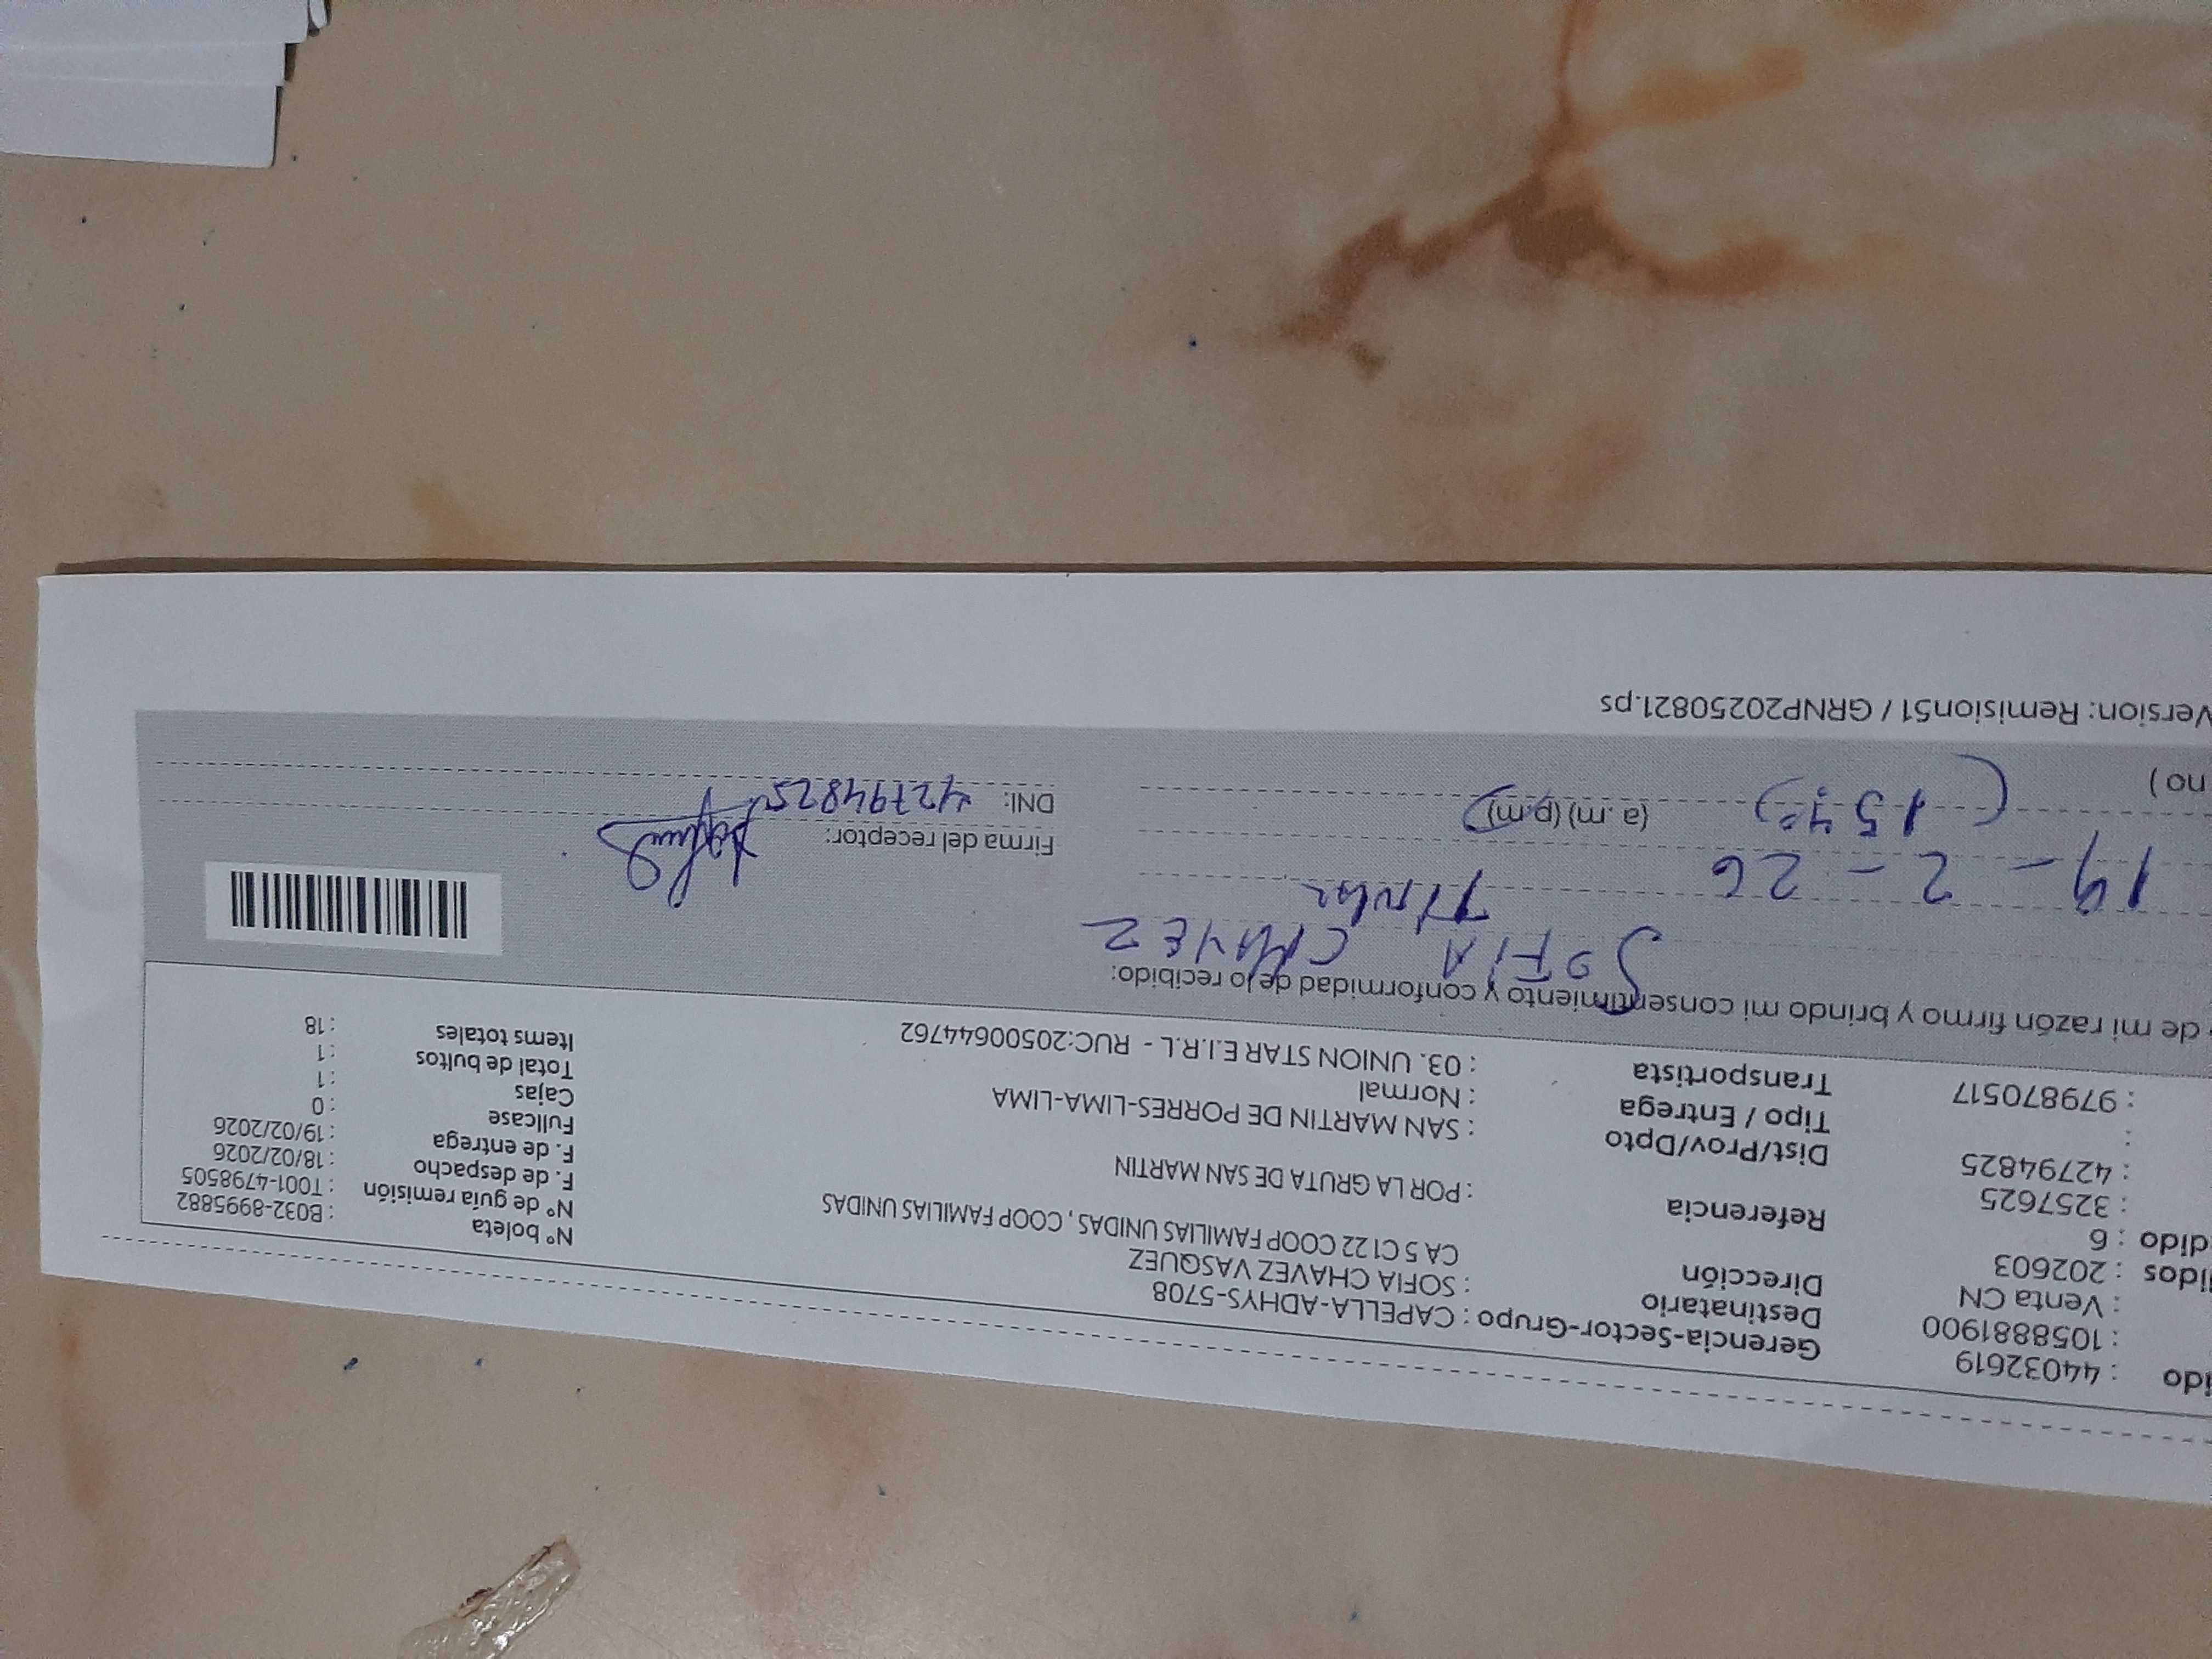 ido : 44032619
: 1058881900
: Venta CN
idos : 202603
dido : 6
: 3257625
: 42794825
:
: 979870517
Gerencia-Sector-Grupo : CAPELLA-ADHYS-5708
Destinatario : SOFIA CHAVEZ VASQUEZ
Dirección CA 5 C122 COOP FAMILIAS UNIDAS , COOP FAMILIAS UNIDAS
Referencia : POR LA GRUTA DE SAN MARTIN
Dist/Prov/Dpto : SAN MARTIN DE PORRES-LIMA-LIMA
Tipo / Entrega : Normal
Transportista : 03. UNION STAR E.I.R.L - RUC:20500644762
N° boleta : B032-8995882
N° de guía remisión : T001-4798505
F. de despacho : 18/02/2026
F. de entrega : 19/02/2026
Fullcase : 0
Cajas : 1
Total de bultos : 1
Items totales : 18
de mi razón firmo y brindo mi consentimiento y conformidad de lo recibido:
SOFIA CHAVEZ
Titular
19 - 2 - 26
(15 40) (a .m) (p.m)
no )
Firma del receptor:
DNI: 42794825
Version: Remision51 / GRNP20250821.ps